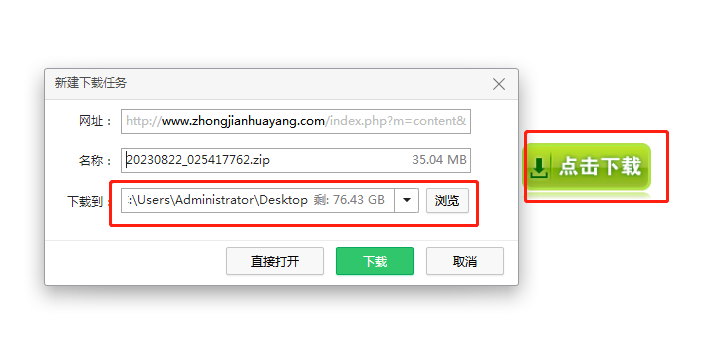 新建下载任务
网址： http://www.zhongjianhuayang.com/index.php?m=content&
名称： 20230822_025417762.zip 35.04 MB
点击下载
下载到： :\Users\Administrator\Desktop 剩: 76.43 GB 浏览
直接打开 下载 取消